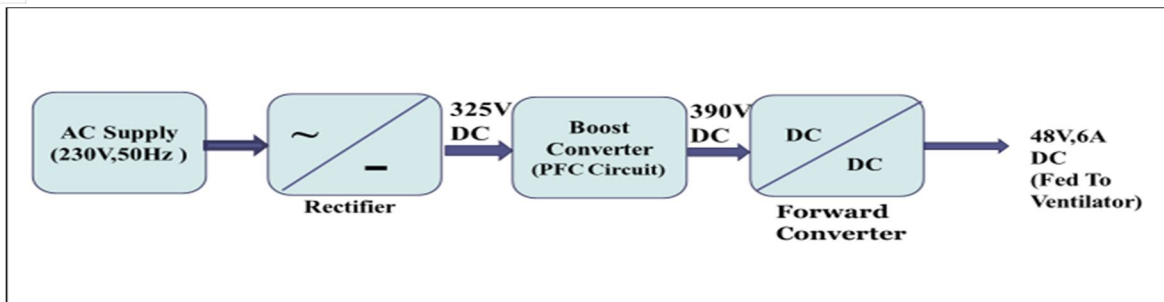 AC Supply
(230V,50Hz )
~
–
Rectifier
325V
DC
Boost
Converter
(PFC Circuit)
390V
DC
DC
DC
Forward
Converter
48V,6A
DC
(Fed To
Ventilator)